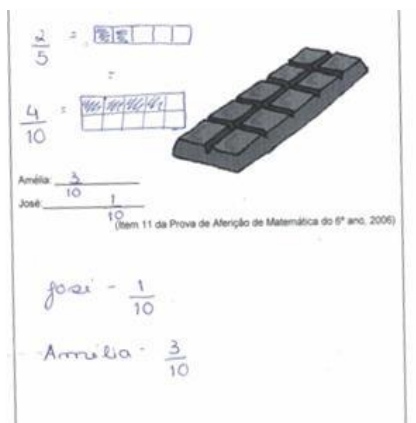 2/5 =
=
4/10 =
Amélia: 3/10
José: 1/10
(Item 11 da Prova de Aferição de Matemática do 6º ano, 2006)
José - 1/10
Amélia - 3/10